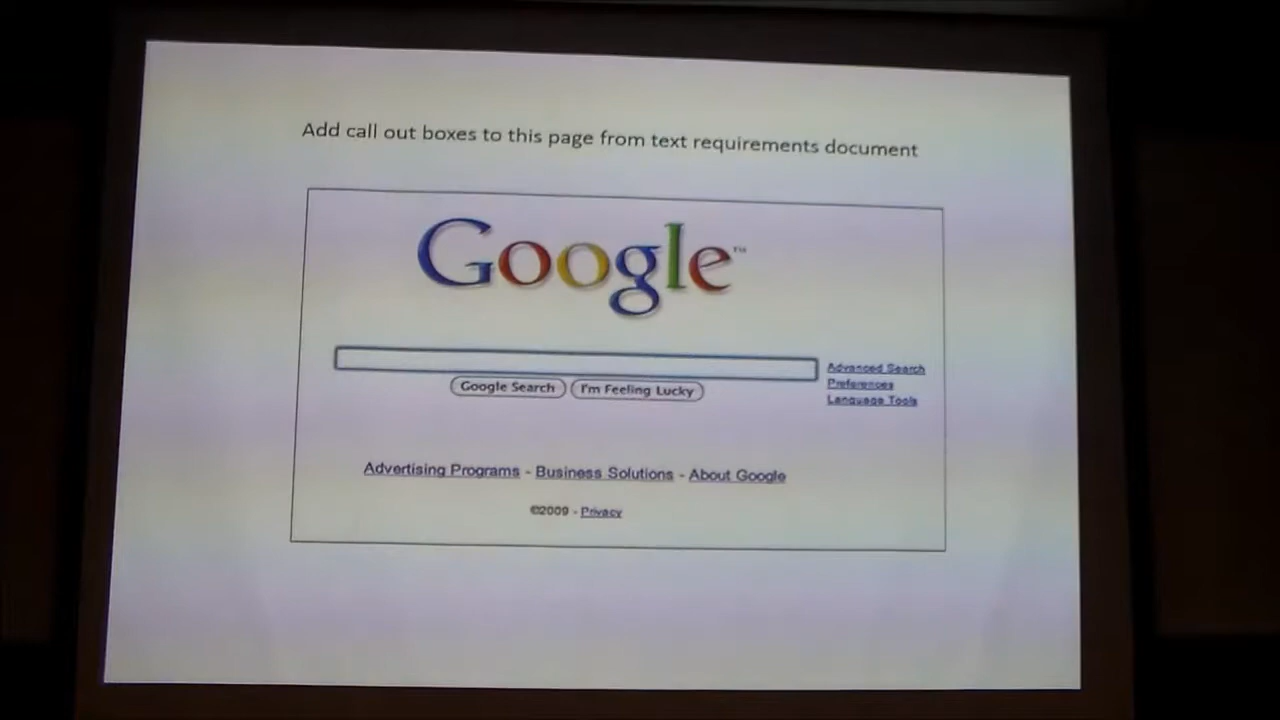 Add call out boxes to this page from text requirements document
Google™
Advanced Search
Google Search I'm Feeling Lucky
Preferences
Language Tools
Advertising Programs - Business Solutions - About Google
©2009 - Privacy